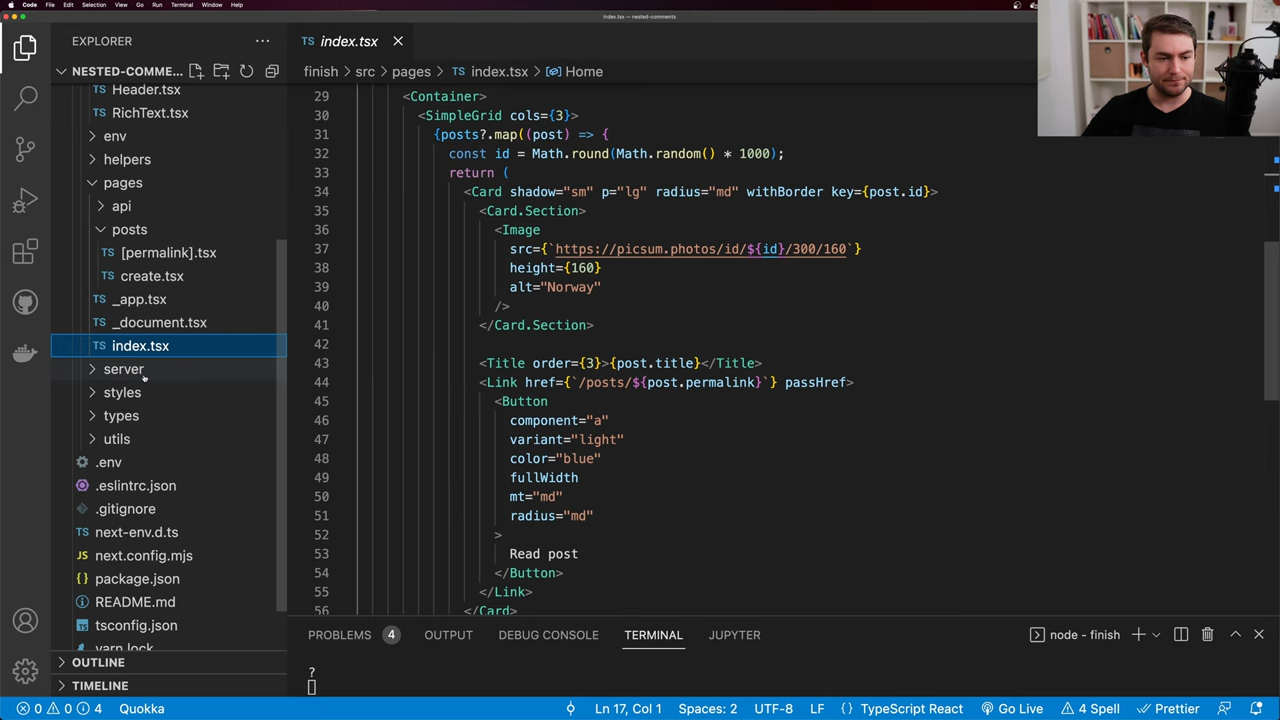 Code File Edit Selection View Go Run Terminal Window Help
index.tsx — nested-comments
EXPLORER
NESTED-COMME...
Header.tsx
RichText.tsx
env
helpers
pages
api
posts
[permalink].tsx
create.tsx
_app.tsx
_document.tsx
index.tsx
server
styles
types
utils
.env
.eslintrc.json
.gitignore
next-env.d.ts
next.config.mjs
package.json
README.md
tsconfig.json
yarn.lock
OUTLINE
TIMELINE
TS index.tsx
finish > src > pages > TS index.tsx > Home
29 <Container>
30 <SimpleGrid cols={3}>
31 {posts?.map((post) => {
32 const id = Math.round(Math.random() * 1000);
33 return (
34 <Card shadow="sm" p="lg" radius="md" withBorder key={post.id}>
35 <Card.Section>
36 <Image
37 src={`https://picsum.photos/id/${id}/300/160`}
38 height={160}
39 alt="Norway"
40 />
41 </Card.Section>
42
43 <Title order={3}>{post.title}</Title>
44 <Link href={`/posts/${post.permalink}`} passHref>
45 <Button
46 component="a"
47 variant="light"
48 color="blue"
49 fullWidth
50 mt="md"
51 radius="md"
52 >
53 Read post
54 </Button>
55 </Link>
56 </Card>
PROBLEMS 4 OUTPUT DEBUG CONSOLE TERMINAL JUPYTER
node - finish
?
0 0 4 Quokka
Ln 17, Col 1 Spaces: 2 UTF-8 LF {} TypeScript React Go Live 4 Spell Prettier